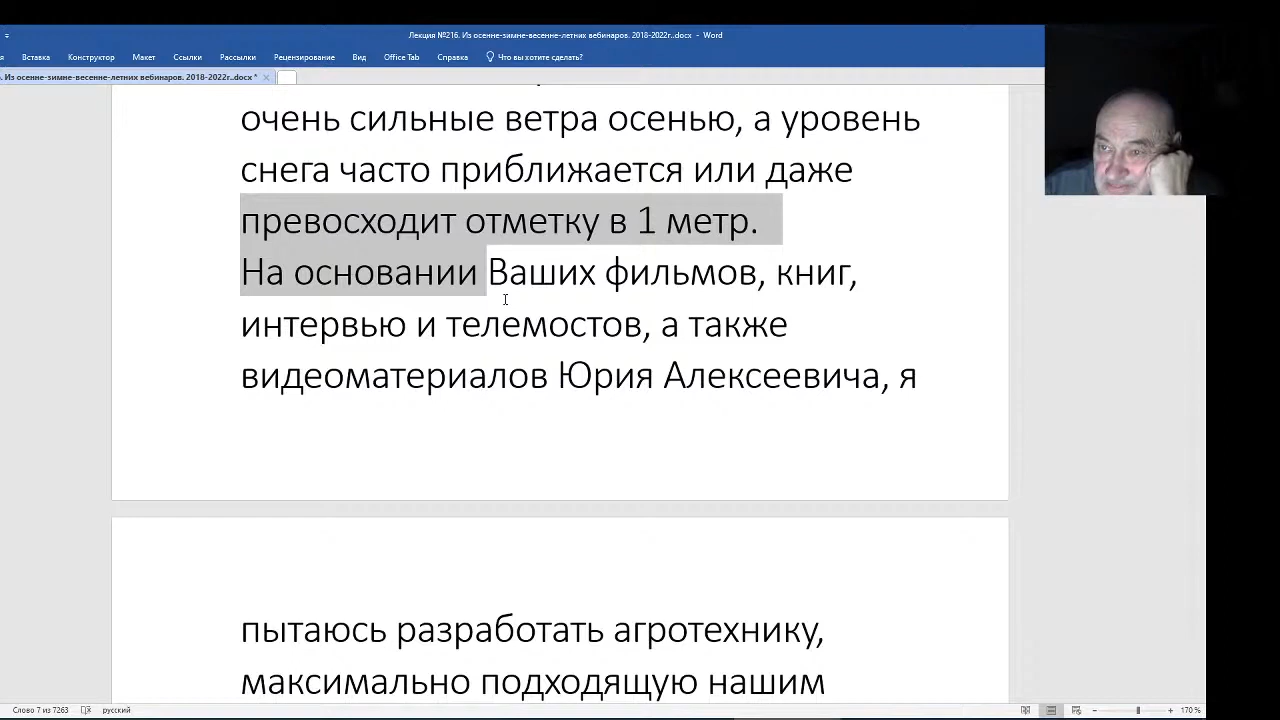 Лекция №216. Из осенне-зимне-весенне-летних вебинаров. 2018-2022г..docx - Word
я Вставка Конструктор Макет Ссылки Рассылки Рецензирование Вид Office Tab Справка Что вы хотите сделать?
. Из осенне-зимне-весенне-летних вебинаров. 2018-2022г..docx *
очень сильные ветра осенью, а уровень
снега часто приближается или даже
превосходит отметку в 1 метр.
На основании Ваших фильмов, книг,
интервью и телемостов, а также
видеоматериалов Юрия Алексеевича, я
пытаюсь разработать агротехнику,
максимально подходящую нашим
Слово 7 из 7263 русский 170 %